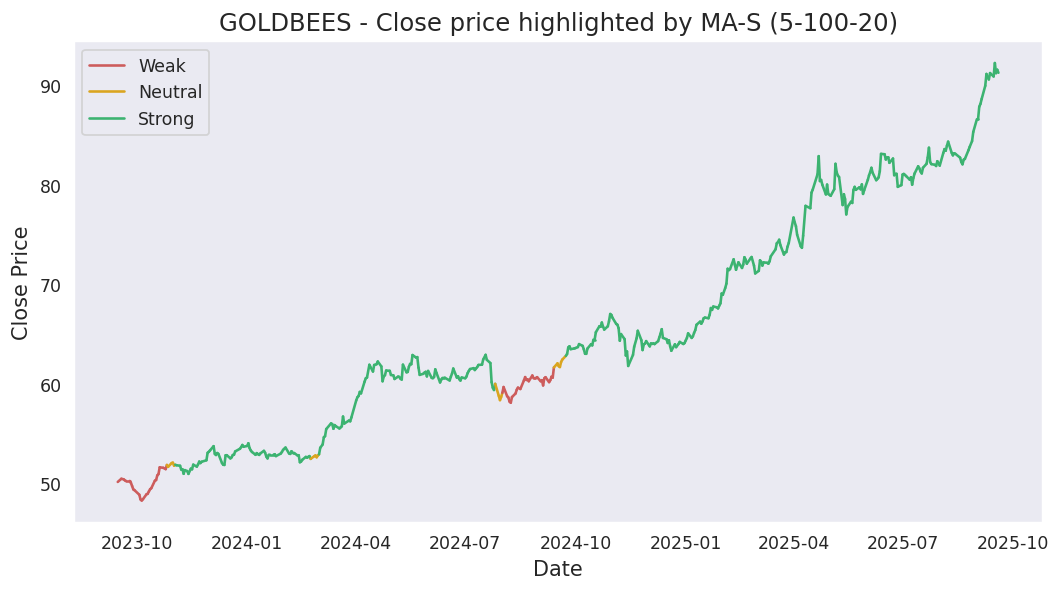 GOLDBEES - Close price highlighted by MA-S (5-100-20)
Weak
Neutral
Strong
Close Price
90
80
70
60
50
2023-10 2024-01 2024-04 2024-07 2024-10 2025-01 2025-04 2025-07 2025-10
Date